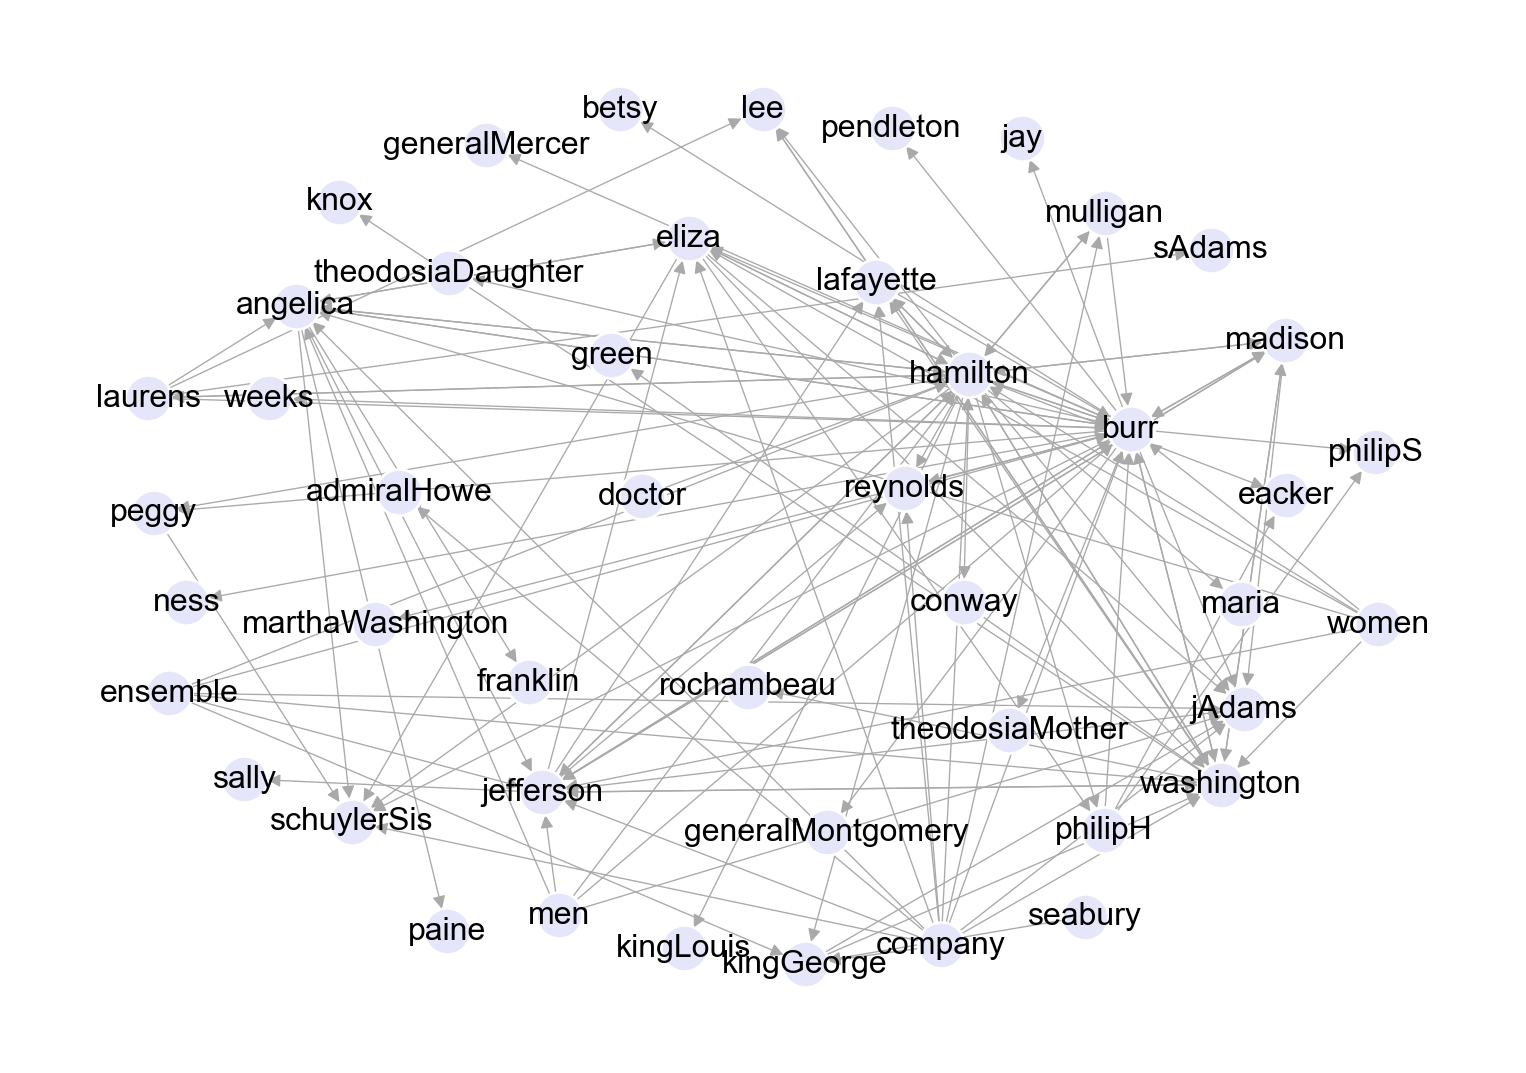 betsy
lee
pendleton
jay
generalMercer
knox
mulligan
sAdams
eliza
theodosiaDaughter
lafayette
angelica
madison
green
hamilton
laurens
weeks
burr
philipS
peggy
admiralHowe
doctor
reynolds
eacker
ness
marthaWashington
conway
maria
women
ensemble
franklin
rochambeau
theodosiaMother
jAdams
sally
jefferson
washington
schuylerSis
generalMontgomery
philipH
paine
men
kingLouis
kingGeorge
company
seabury